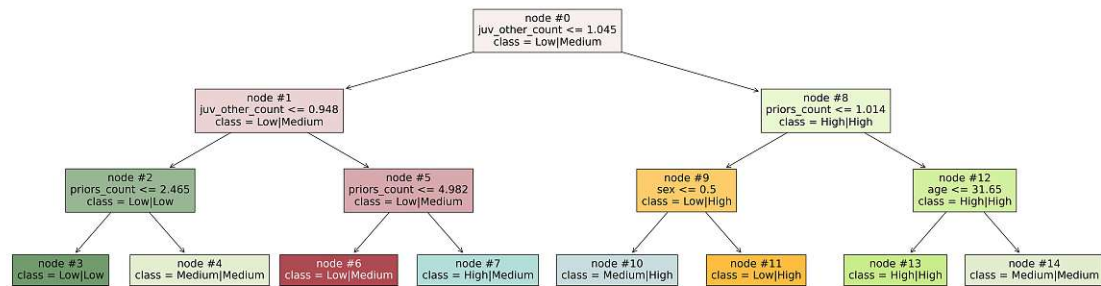 node #0
juv_other_count <= 1.045
class = Low|Medium
node #1
juv_other_count <= 0.948
class = Low|Medium
node #8
priors_count <= 1.014
class = High|High
node #2
priors_count <= 2.465
class = Low|Low
node #5
priors_count <= 4.982
class = Low|Medium
node #9
sex <= 0.5
class = Low|High
node #12
age <= 31.65
class = High|High
node #3
class = Low|Low
node #4
class = Medium|Medium
node #6
class = Low|Medium
node #7
class = High|Medium
node #10
class = Medium|High
node #11
class = Low|High
node #13
class = High|High
node #14
class = Medium|Medium